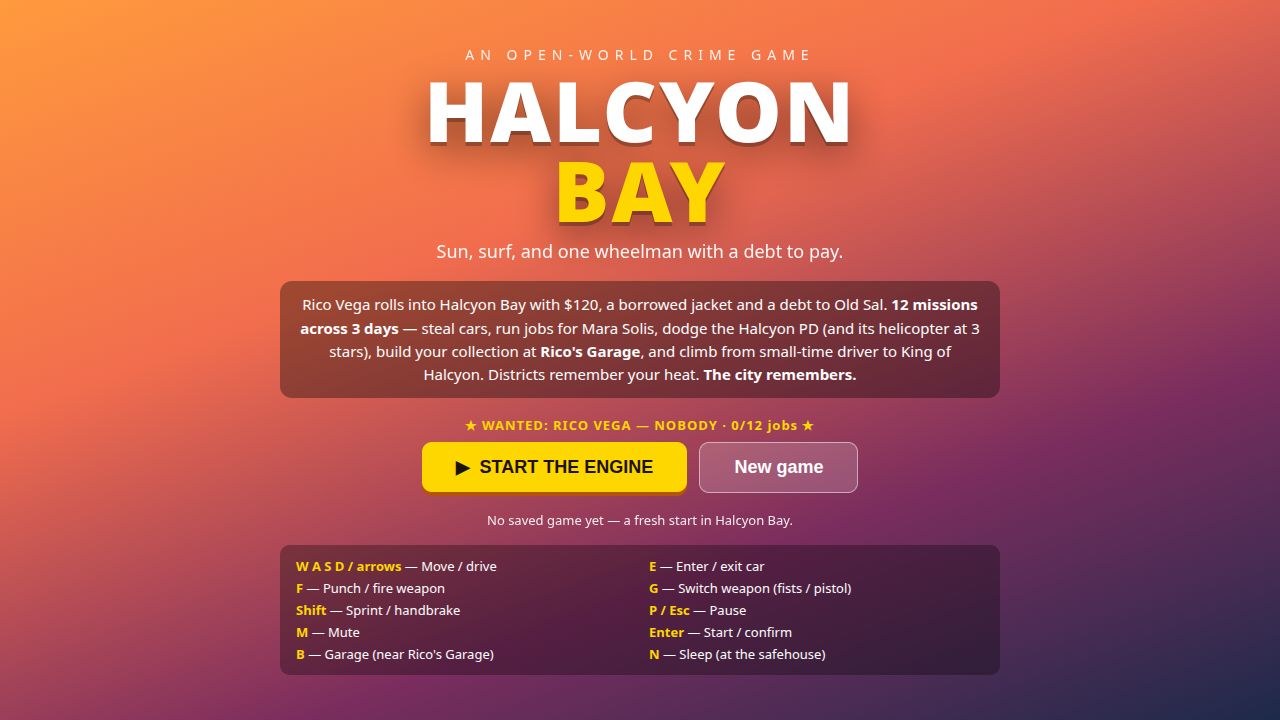 AN OPEN-WORLD CRIME GAME
HALCYON
BAY
Sun, surf, and one wheelman with a debt to pay.
Rico Vega rolls into Halcyon Bay with $120, a borrowed jacket and a debt to Old Sal. 12 missions
across 3 days — steal cars, run jobs for Mara Solis, dodge the Halcyon PD (and its helicopter at 3
stars), build your collection at Rico's Garage, and climb from small-time driver to King of
Halcyon. Districts remember your heat. The city remembers.
★ WANTED: RICO VEGA — NOBODY · 0/12 jobs ★
▶ START THE ENGINE
New game
No saved game yet — a fresh start in Halcyon Bay.
W A S D / arrows — Move / drive
E — Enter / exit car
F — Punch / fire weapon
G — Switch weapon (fists / pistol)
Shift — Sprint / handbrake
P / Esc — Pause
M — Mute
Enter — Start / confirm
B — Garage (near Rico's Garage)
N — Sleep (at the safehouse)